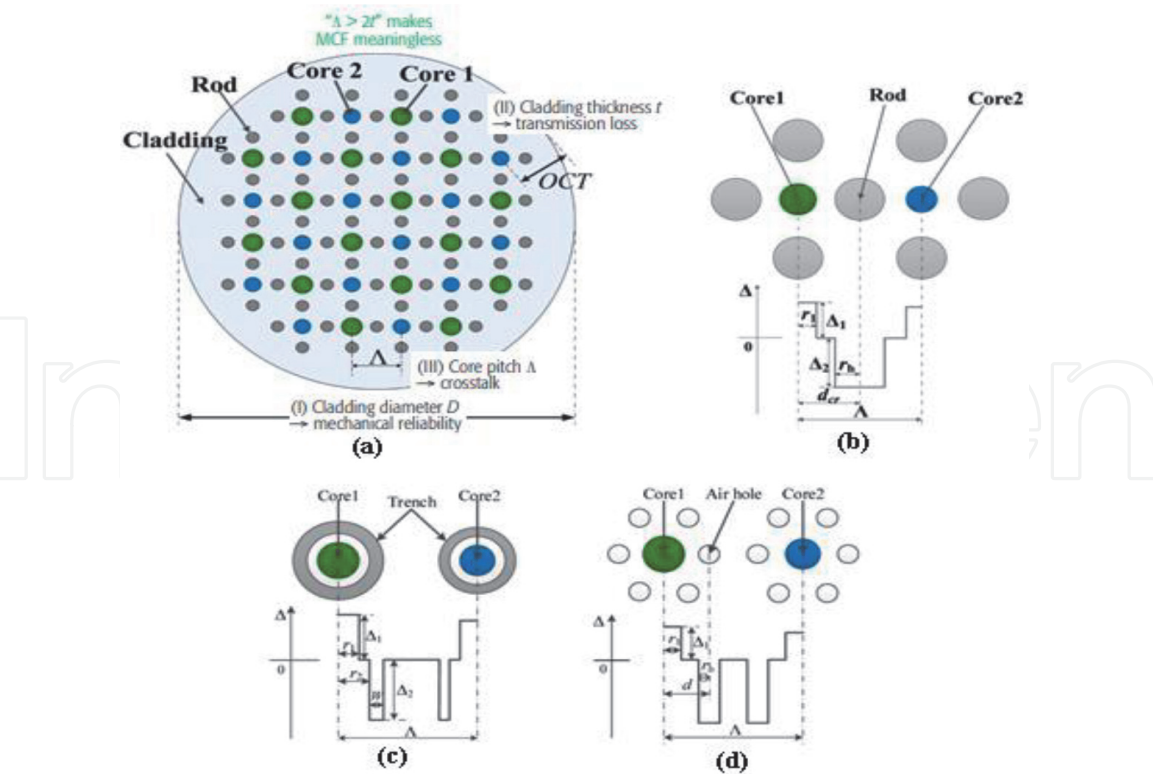 "Λ > 2t" makes
MCF meaningless
Core 2
Core 1
Rod
Cladding
(II) Cladding thickness t
→ transmission loss
OCT
Λ
(III) Core pitch Λ
→ crosstalk
(I) Cladding diameter D
→ mechanical reliability
(a)
Core1
Rod
Core2
Δ
r1
Δ1
0
Δ2
rb
dcr
Λ
(b)
Core1
Trench
Core2
Δ
r1
Δ1
0
r2
W
Δ2
Λ
(c)
Core1
Air hole
Core2
Δ
r1
Δ1
0
d
Λ
(d)